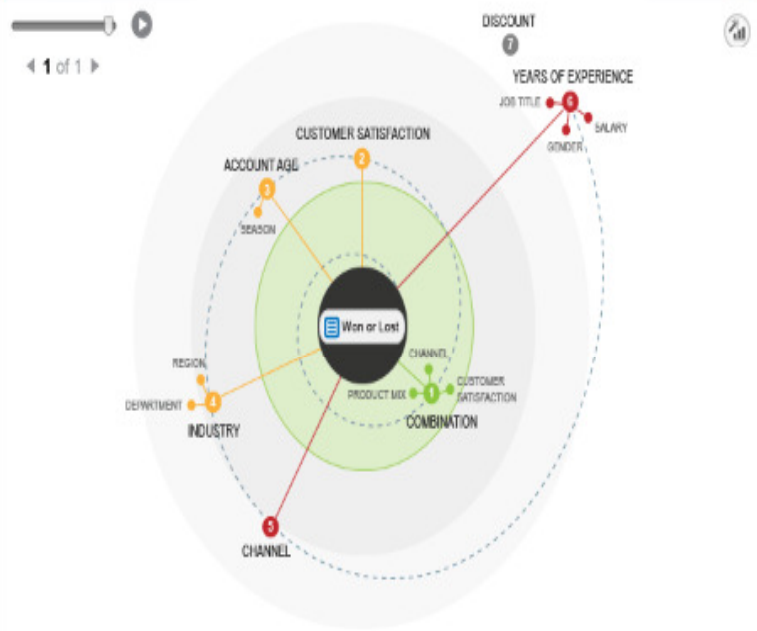 DISCOUNT
7
1 of 1
YEARS OF EXPERIENCE
JOB TITLE
6
SALARY
GENDER
CUSTOMER SATISFACTION
2
ACCOUNT AGE
3
SEASON
Won or Lost
REGION
DEPARTMENT
4
INDUSTRY
CHANNEL
PRODUCT MIX
1
CUSTOMER
SATISFACTION
COMBINATION
5
CHANNEL